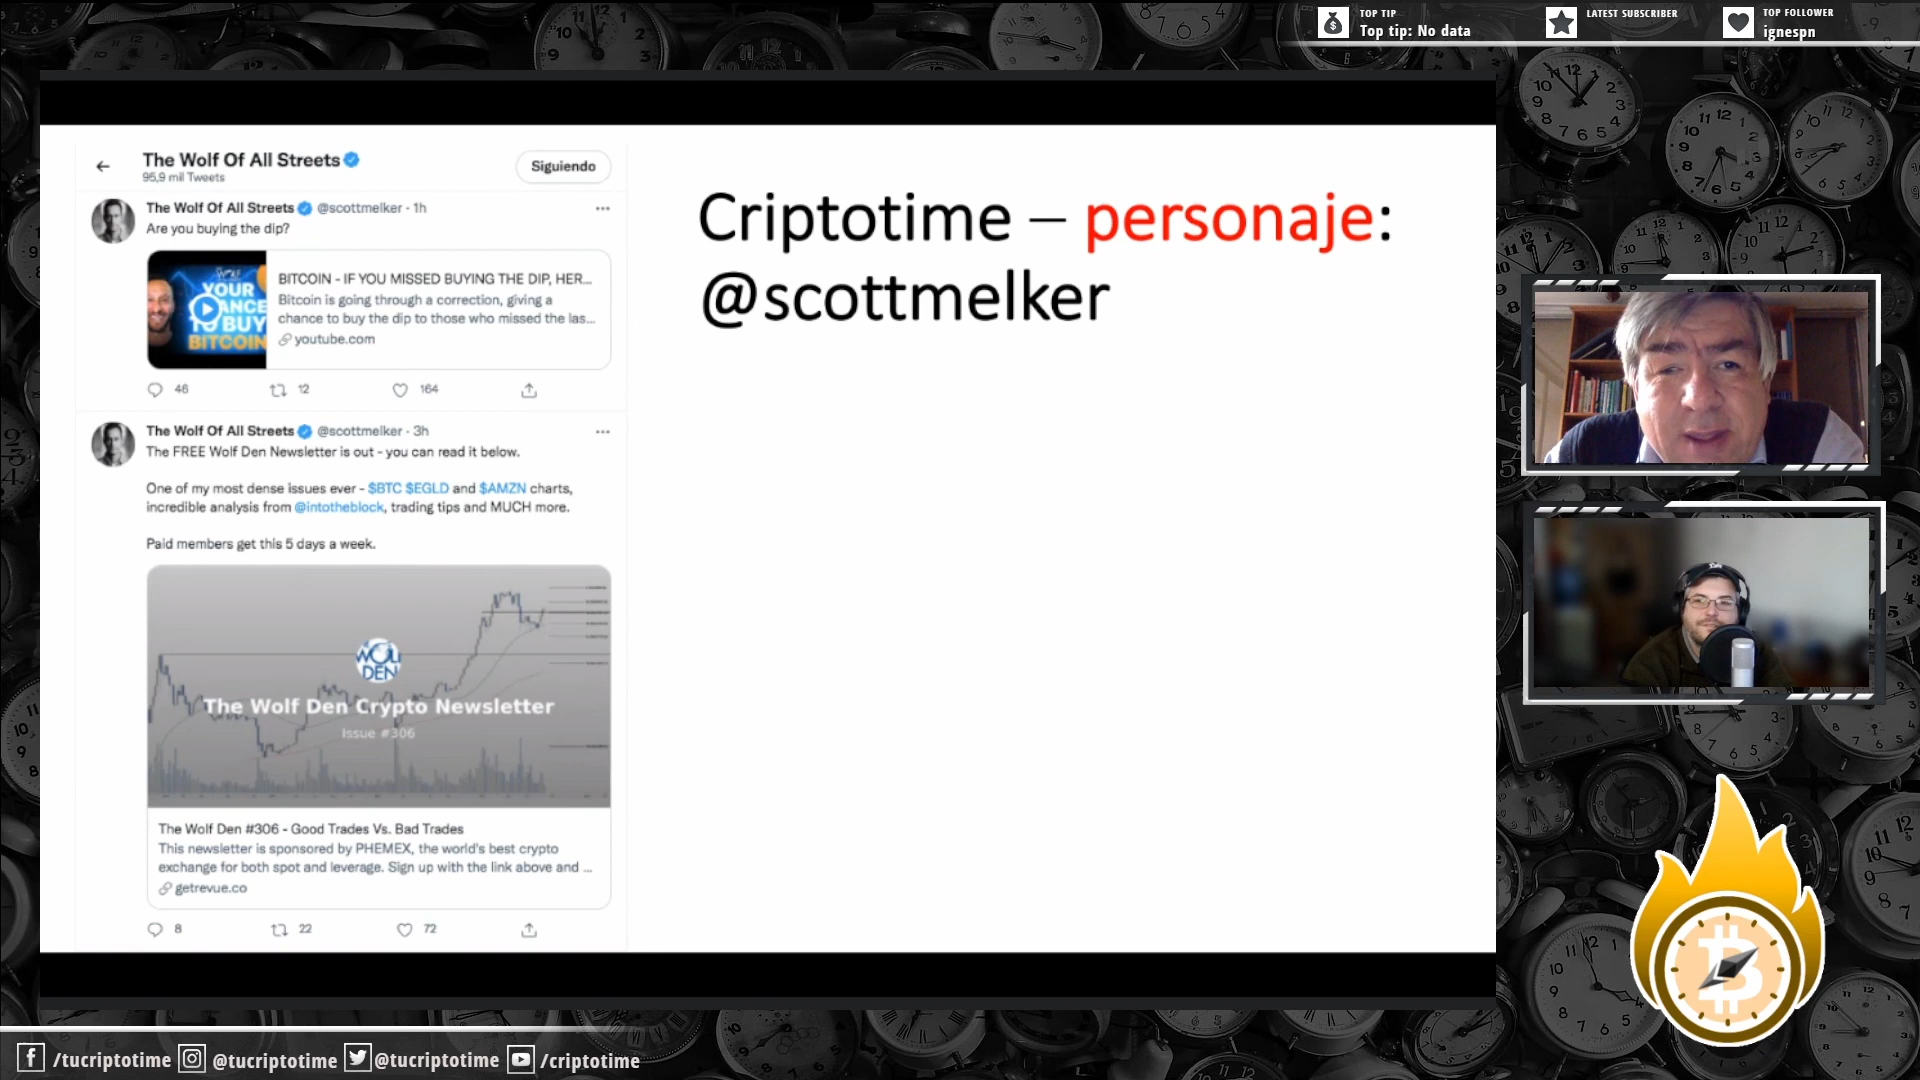 TOP TIP
Top tip: No data
LATEST SUBSCRIBER
TOP FOLLOWER
ignespn
The Wolf Of All Streets
95,9 mil Tweets
Siguiendo
The Wolf Of All Streets @scottmelker · 1h
Are you buying the dip?
WOLF
YOUR
CHANCE
TO BUY
BITCOIN
BITCOIN - IF YOU MISSED BUYING THE DIP, HER...
Bitcoin is going through a correction, giving a
chance to buy the dip to those who missed the las...
youtube.com
46 12 164
The Wolf Of All Streets @scottmelker · 3h
The FREE Wolf Den Newsletter is out - you can read it below.
One of my most dense issues ever - $BTC $EGLD and $AMZN charts,
incredible analysis from @intotheblock, trading tips and MUCH more.
Paid members get this 5 days a week.
WOLF
DEN
The Wolf Den Crypto Newsletter
Issue #306
The Wolf Den #306 - Good Trades Vs. Bad Trades
This newsletter is sponsored by PHEMEX, the world's best crypto
exchange for both spot and leverage. Sign up with the link above and ...
getrevue.co
8 22 72
Criptotime – personaje:
@scottmelker
/tucriptotime @tucriptotime @tucriptotime /criptotime